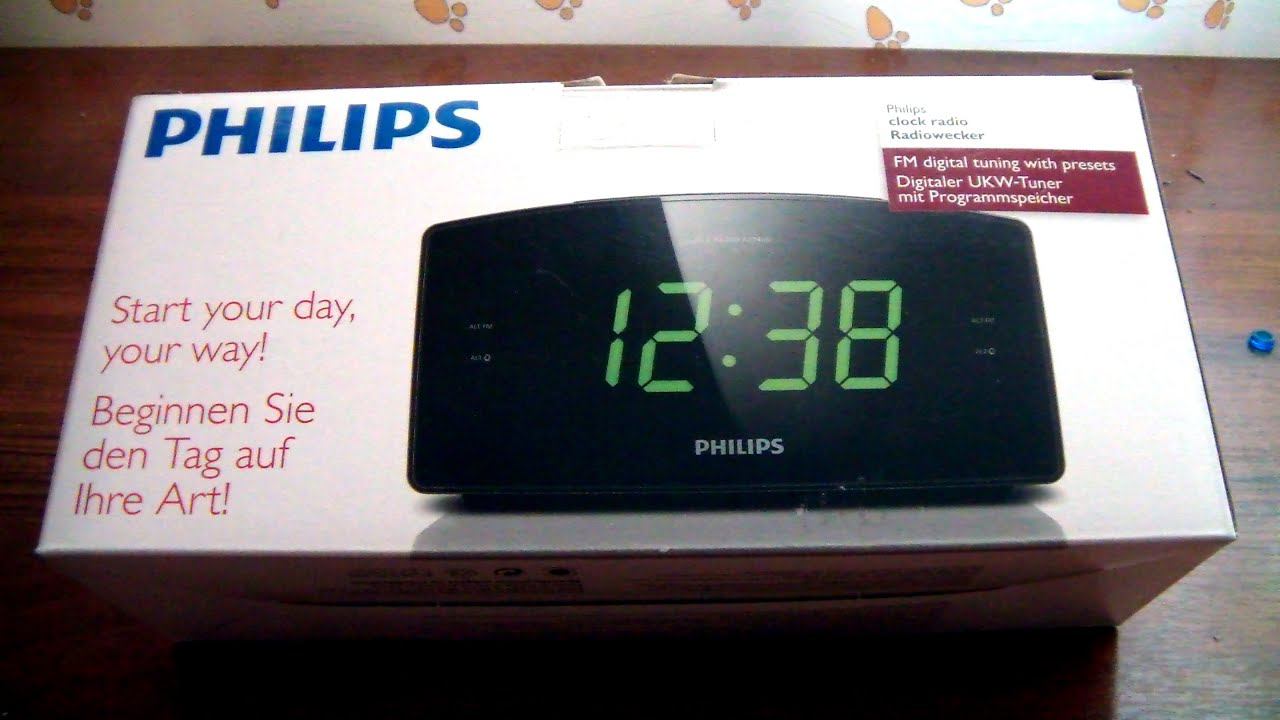 PHILIPS
Philips
clock radio
Radiowecker
FM digital tuning with presets
Digitaler UKW-Tuner
mit Programmspeicher
Start your day,
your way!
Beginnen Sie
den Tag auf
Ihre Art!
12:38
PHILIPS